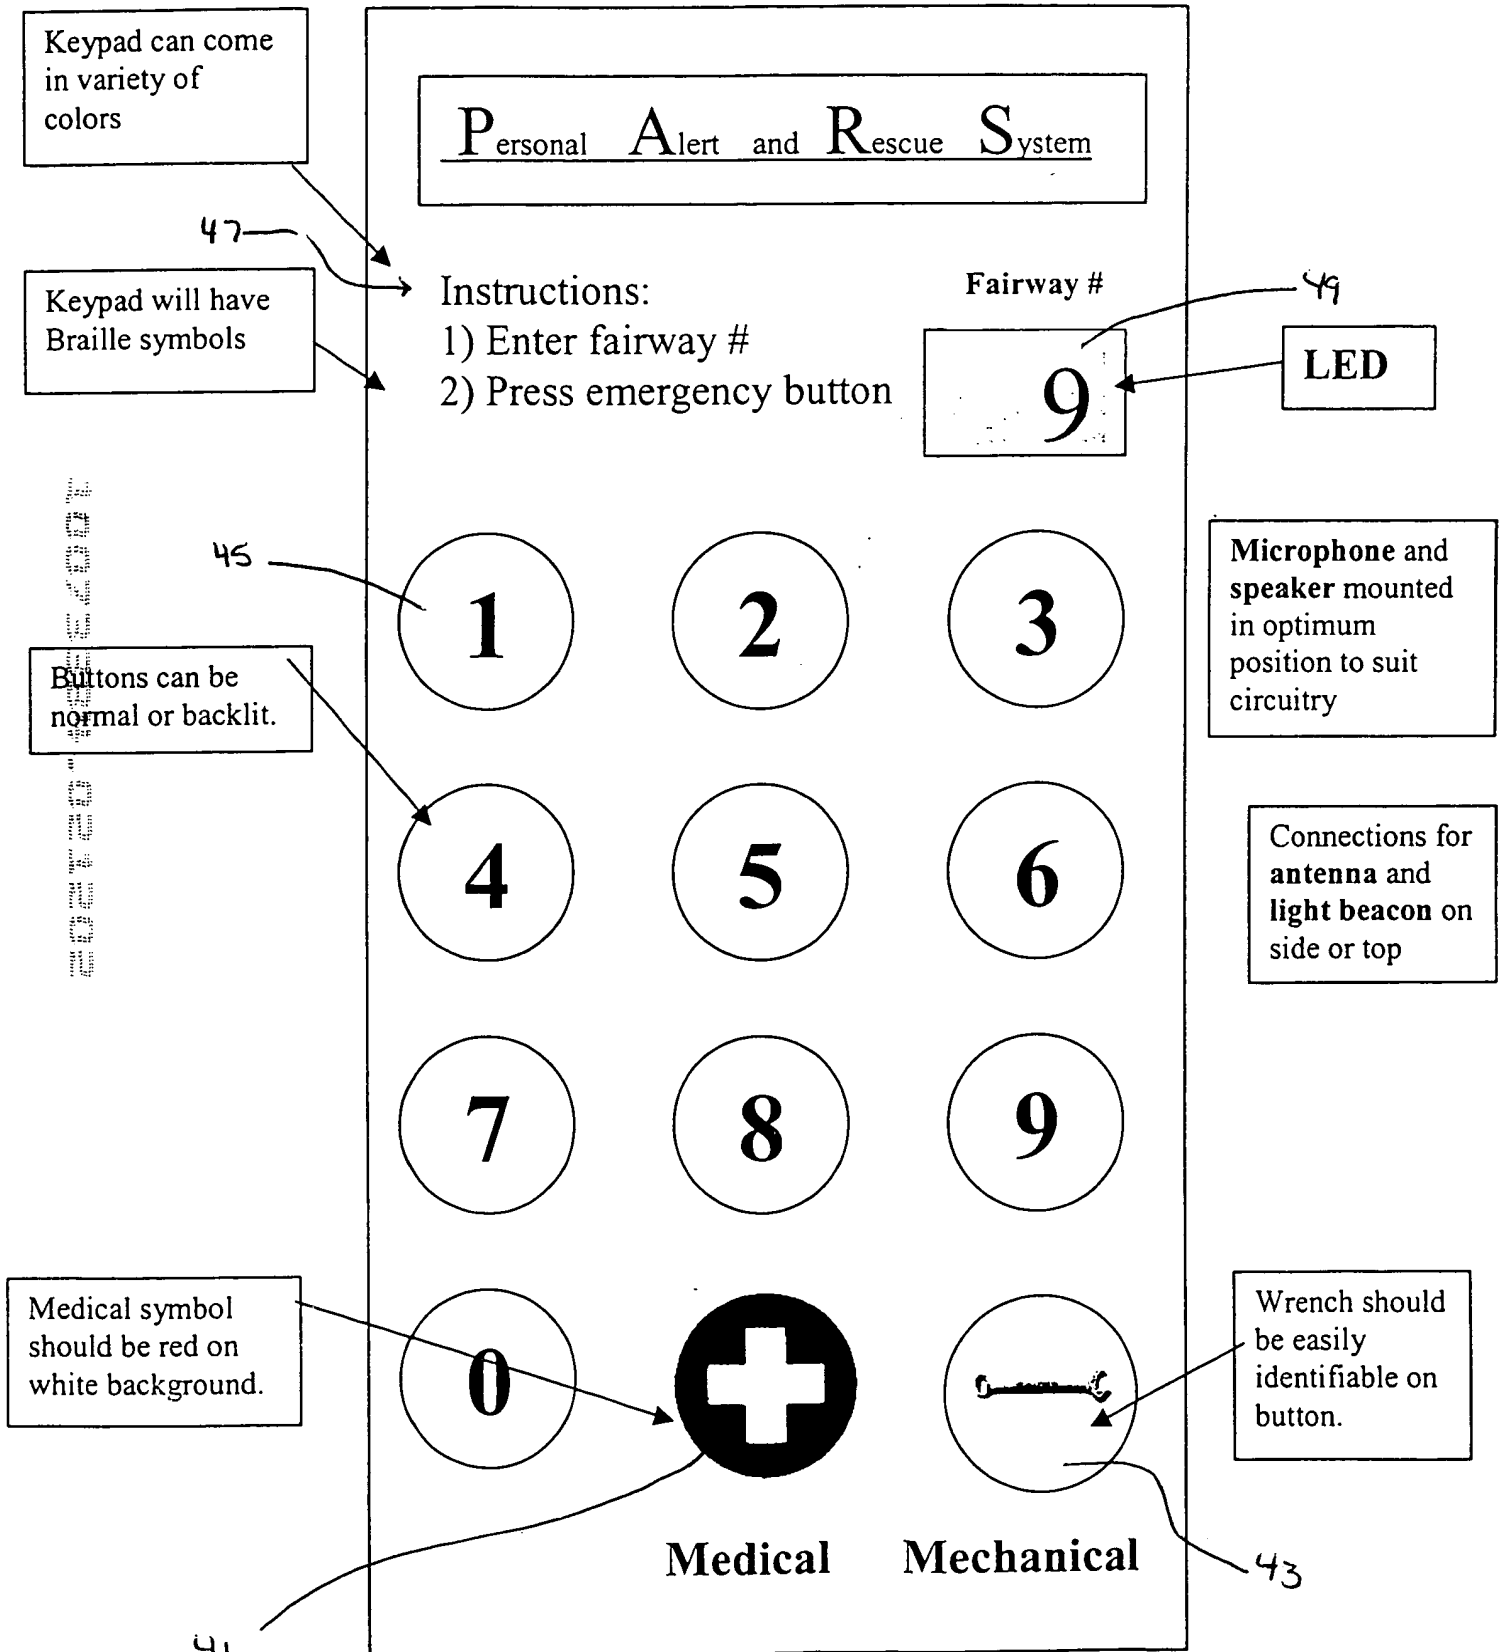 Keypad can come
in variety of
colors
Personal Alert and Rescue System
47
Keypad will have
Braille symbols
Instructions:
1) Enter fairway #
2) Press emergency button
Fairway #
49
9
LED
45
1 2 3
Microphone and
speaker mounted
in optimum
position to suit
circuitry
Buttons can be
normal or backlit.
4 5 6
Connections for
antenna and
light beacon on
side or top
7 8 9
Medical symbol
should be red on
white background.
0
Wrench should
be easily
identifiable on
button.
Medical Mechanical
43
41